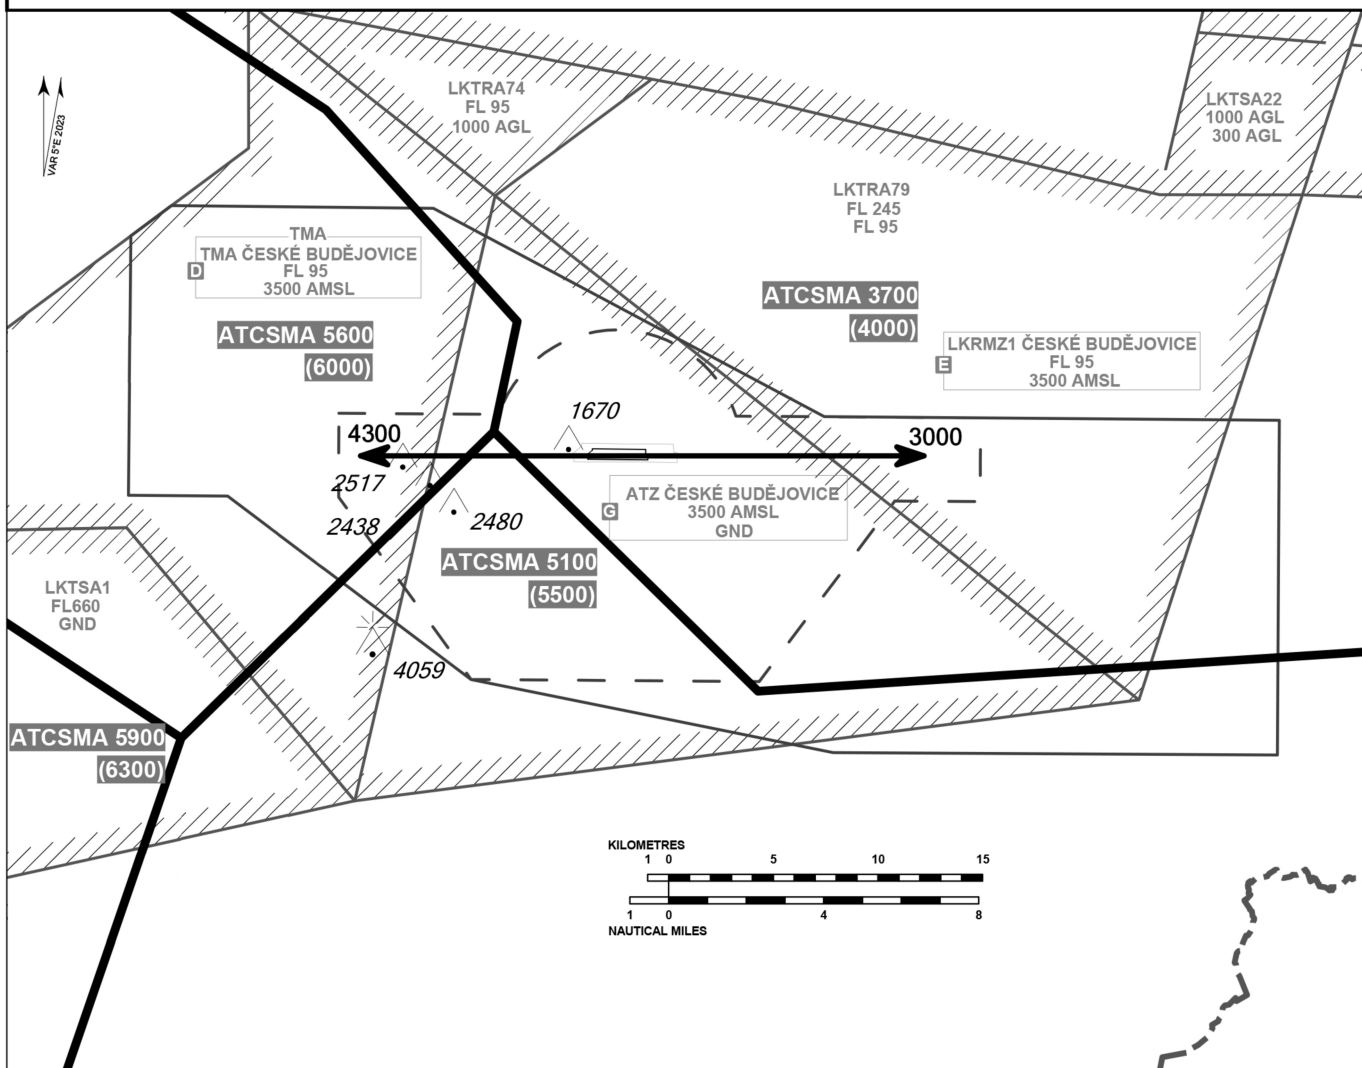 VAR 5°E 2023
LKTRA74
FL 95
1000 AGL
LKTSA22
1000 AGL
300 AGL
LKTRA79
FL 245
FL 95
TMA
TMA ČESKÉ BUDĚJOVICE
D
FL 95
3500 AMSL
ATCSMA 3700
(4000)
ATCSMA 5600
(6000)
LKRMZ1 ČESKÉ BUDĚJOVICE
E
FL 95
3500 AMSL
1670
4300
3000
2517
2438
2480
ATZ ČESKÉ BUDĚJOVICE
G
3500 AMSL
GND
ATCSMA 5100
(5500)
LKTSA1
FL660
GND
4059
ATCSMA 5900
(6300)
KILOMETRES
1 0 5 10 15
1 0 4 8
NAUTICAL MILES